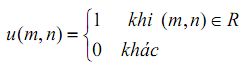 u(m,n) = { 1 khi (m,n) ∈ R
0 khác